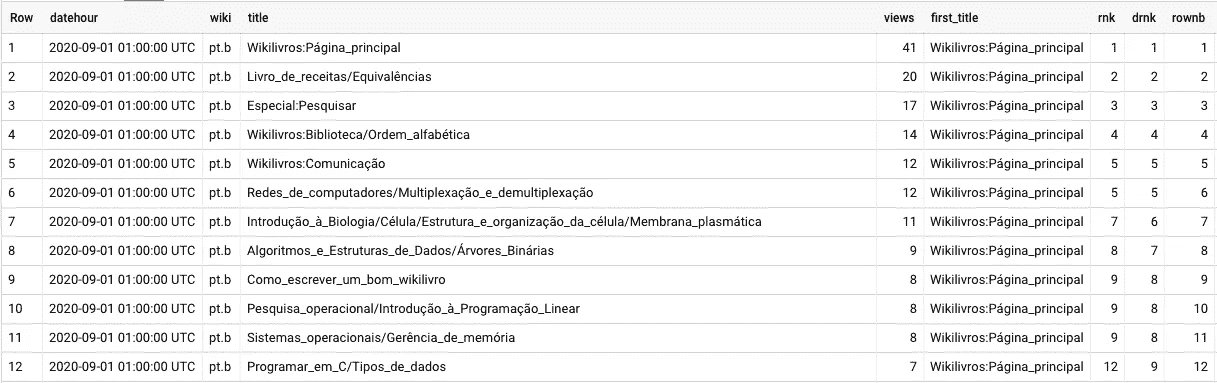 Row datehour wiki title views first_title rnk drnk rownb
1 2020-09-01 01:00:00 UTC pt.b Wikilivros:Página_principal 41 Wikilivros:Página_principal 1 1 1
2 2020-09-01 01:00:00 UTC pt.b Livro_de_receitas/Equivalências 20 Wikilivros:Página_principal 2 2 2
3 2020-09-01 01:00:00 UTC pt.b Especial:Pesquisar 17 Wikilivros:Página_principal 3 3 3
4 2020-09-01 01:00:00 UTC pt.b Wikilivros:Biblioteca/Ordem_alfabética 14 Wikilivros:Página_principal 4 4 4
5 2020-09-01 01:00:00 UTC pt.b Wikilivros:Comunicação 12 Wikilivros:Página_principal 5 5 5
6 2020-09-01 01:00:00 UTC pt.b Redes_de_computadores/Multiplexação_e_demultiplexação 12 Wikilivros:Página_principal 5 5 6
7 2020-09-01 01:00:00 UTC pt.b Introdução_à_Biologia/Célula/Estrutura_e_organização_da_célula/Membrana_plasmática 11 Wikilivros:Página_principal 7 6 7
8 2020-09-01 01:00:00 UTC pt.b Algoritmos_e_Estruturas_de_Dados/Árvores_Binárias 9 Wikilivros:Página_principal 8 7 8
9 2020-09-01 01:00:00 UTC pt.b Como_escrever_um_bom_wikilivro 8 Wikilivros:Página_principal 9 8 9
10 2020-09-01 01:00:00 UTC pt.b Pesquisa_operacional/Introdução_à_Programação_Linear 8 Wikilivros:Página_principal 9 8 10
11 2020-09-01 01:00:00 UTC pt.b Sistemas_operacionais/Gerência_de_memória 8 Wikilivros:Página_principal 9 8 11
12 2020-09-01 01:00:00 UTC pt.b Programar_em_C/Tipos_de_dados 7 Wikilivros:Página_principal 12 9 12